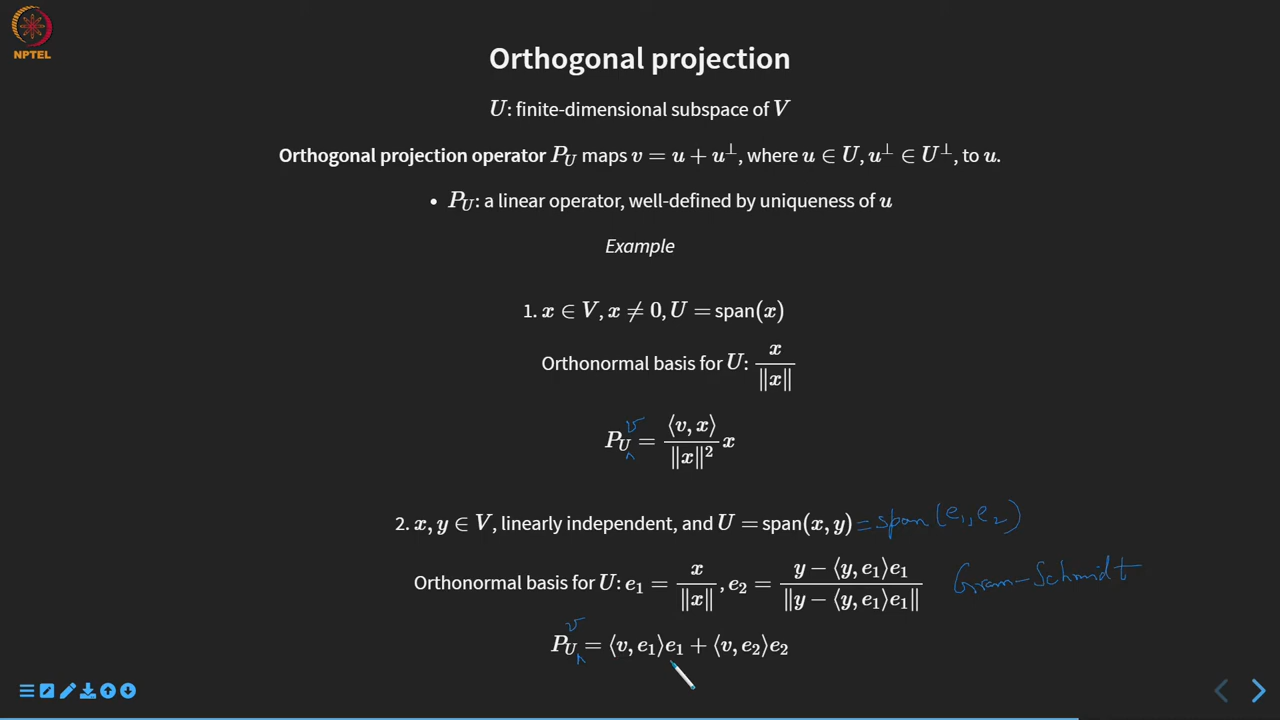 NPTEL
Orthogonal projection
U: finite-dimensional subspace of V
Orthogonal projection operator P_U maps v = u + u^⊥, where u ∈ U, u^⊥ ∈ U^⊥, to u.
• P_U: a linear operator, well-defined by uniqueness of u
Example
1. x ∈ V, x ≠ 0, U = span(x)
Orthonormal basis for U: x / ‖x‖
P_U v = ⟨v, x⟩ / ‖x‖² x
2. x, y ∈ V, linearly independent, and U = span(x, y) = span(e₁, e₂)
Orthonormal basis for U: e₁ = x / ‖x‖, e₂ = y − ⟨y, e₁⟩e₁ / ‖y − ⟨y, e₁⟩e₁‖ Gram-Schmidt
P_U v = ⟨v, e₁⟩e₁ + ⟨v, e₂⟩e₂